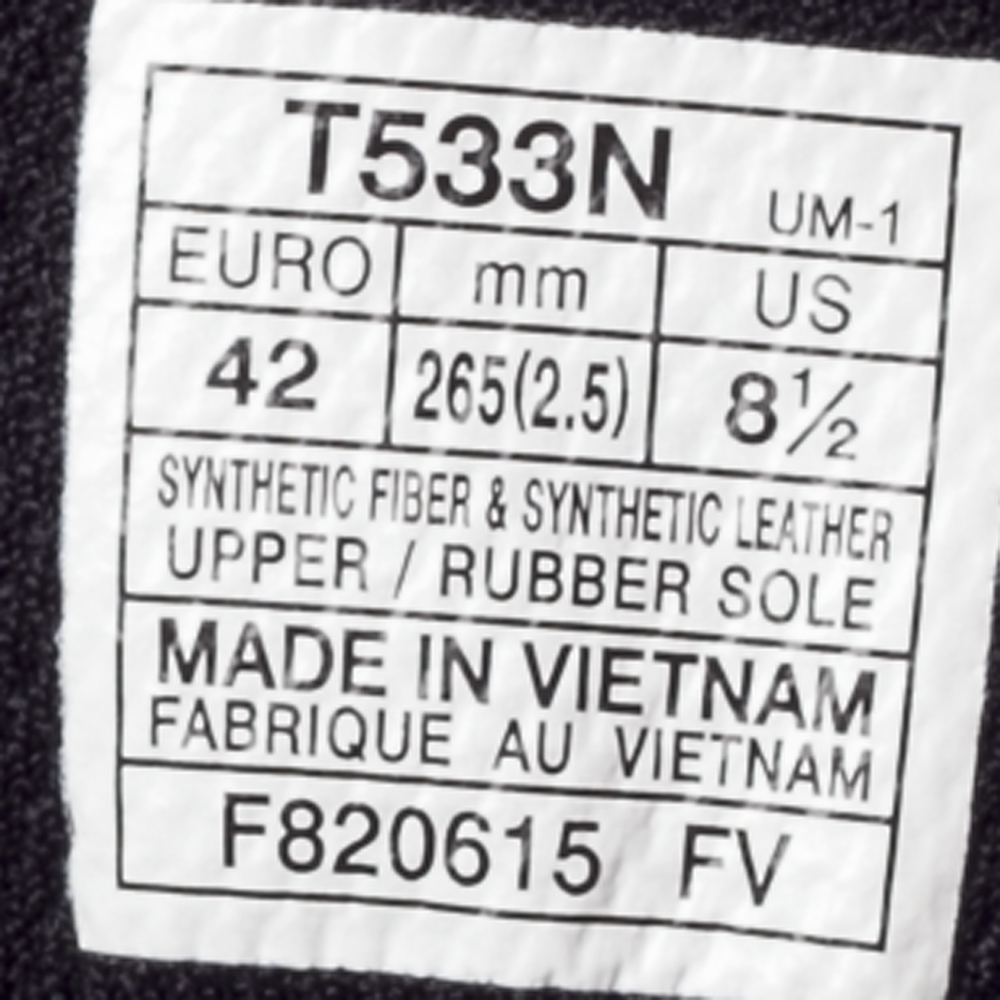 T533N UM-1
EURO mm US
42 265(2.5) 8½
SYNTHETIC FIBER & SYNTHETIC LEATHER
UPPER / RUBBER SOLE
MADE IN VIETNAM
FABRIQUE AU VIETNAM
F820615 FV